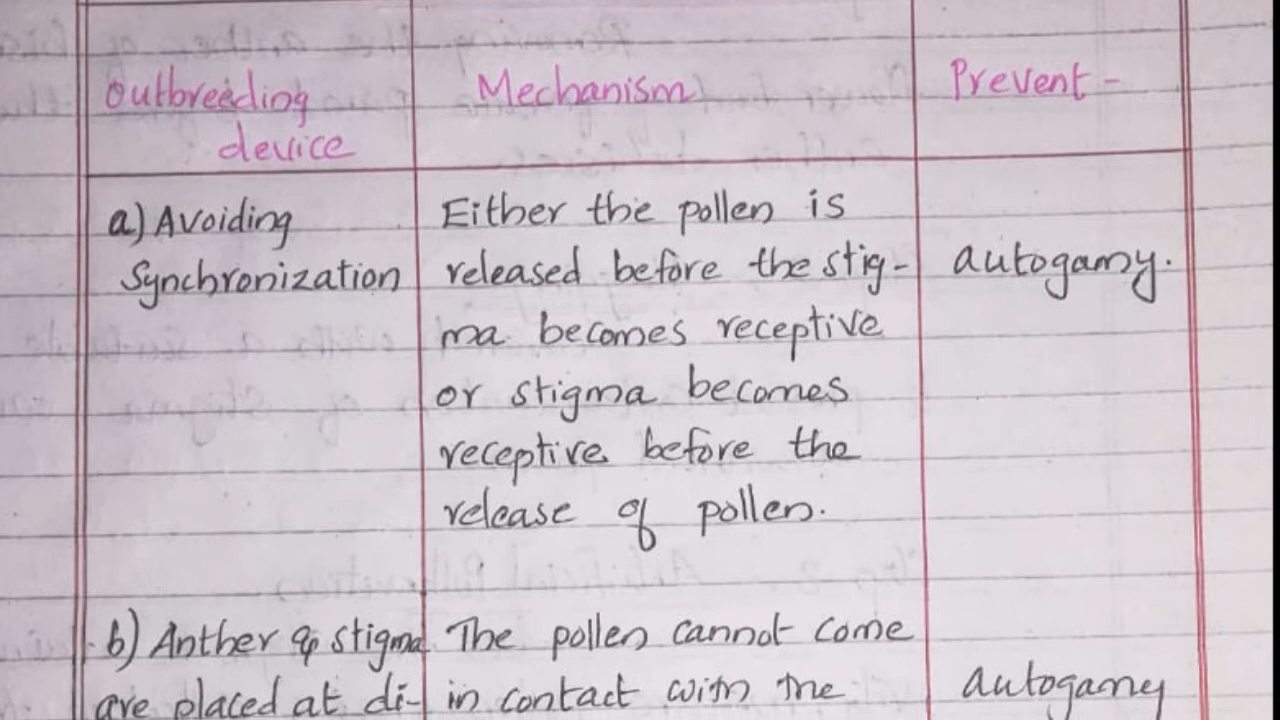 Outbreeding device
Mechanism
Prevent-
a) Avoiding
Synchronization
Either the pollen is
released before the stig-
ma becomes receptive
or stigma becomes
receptive before the
release of pollen.
autogamy.
b) Anther & stigma
are placed at di-
The pollen cannot come
in contact with the
autogamy